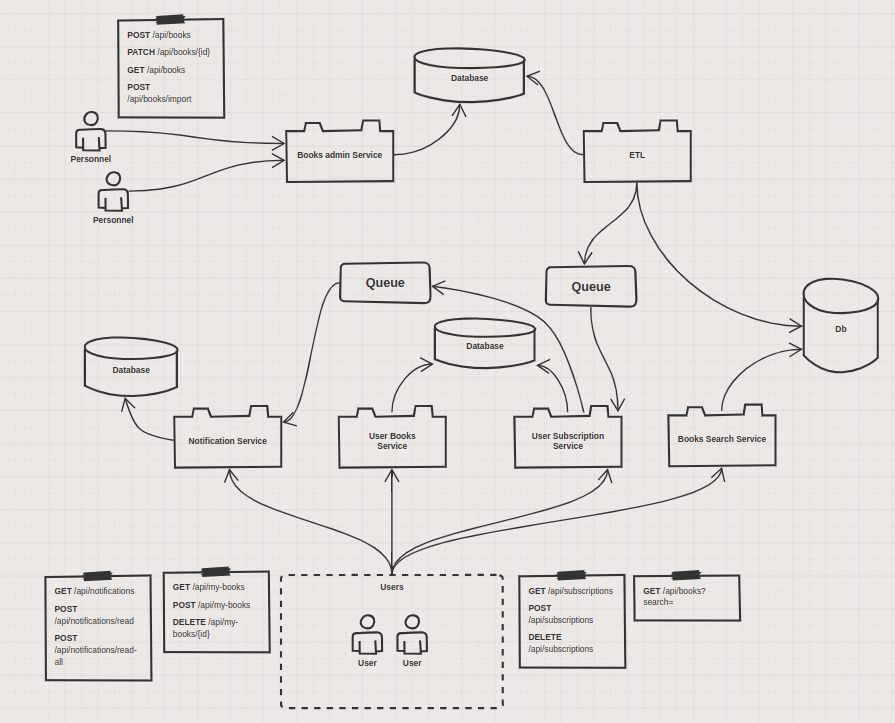 POST /api/books
PATCH /api/books/{id}
GET /api/books
POST
/api/books/import
Personnel
Personnel
Books admin Service
Database
ETL
Queue
Queue
Database
Database
Db
Notification Service
User Books
Service
User Subscription
Service
Books Search Service
GET /api/notifications
POST
/api/notifications/read
POST
/api/notifications/read-
all
GET /api/my-books
POST /api/my-books
DELETE /api/my-
books/{id}
Users
User
User
GET /api/subscriptions
POST
/api/subscriptions
DELETE
/api/subscriptions
GET /api/books?
search=